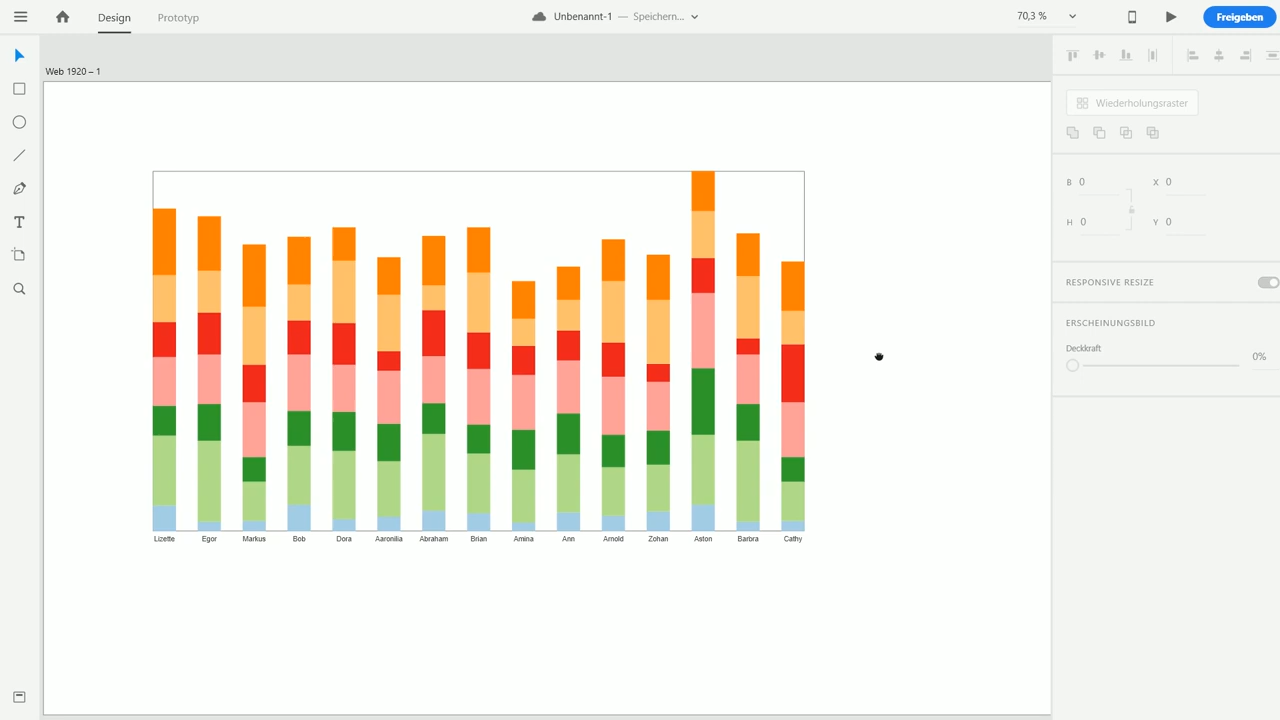 Design
Prototyp
Unbenannt-1 — Speichern...
70,3 %
Freigeben
Web 1920 – 1
Wiederholungsraster
B 0
X 0
H 0
Y 0
RESPONSIVE RESIZE
ERSCHEINUNGSBILD
Deckkraft
0%
Lizette Egor Markus Bob Dora Aaronilia Abraham Brian Amina Ann Arnold Zohan Aston Barbra Cathy